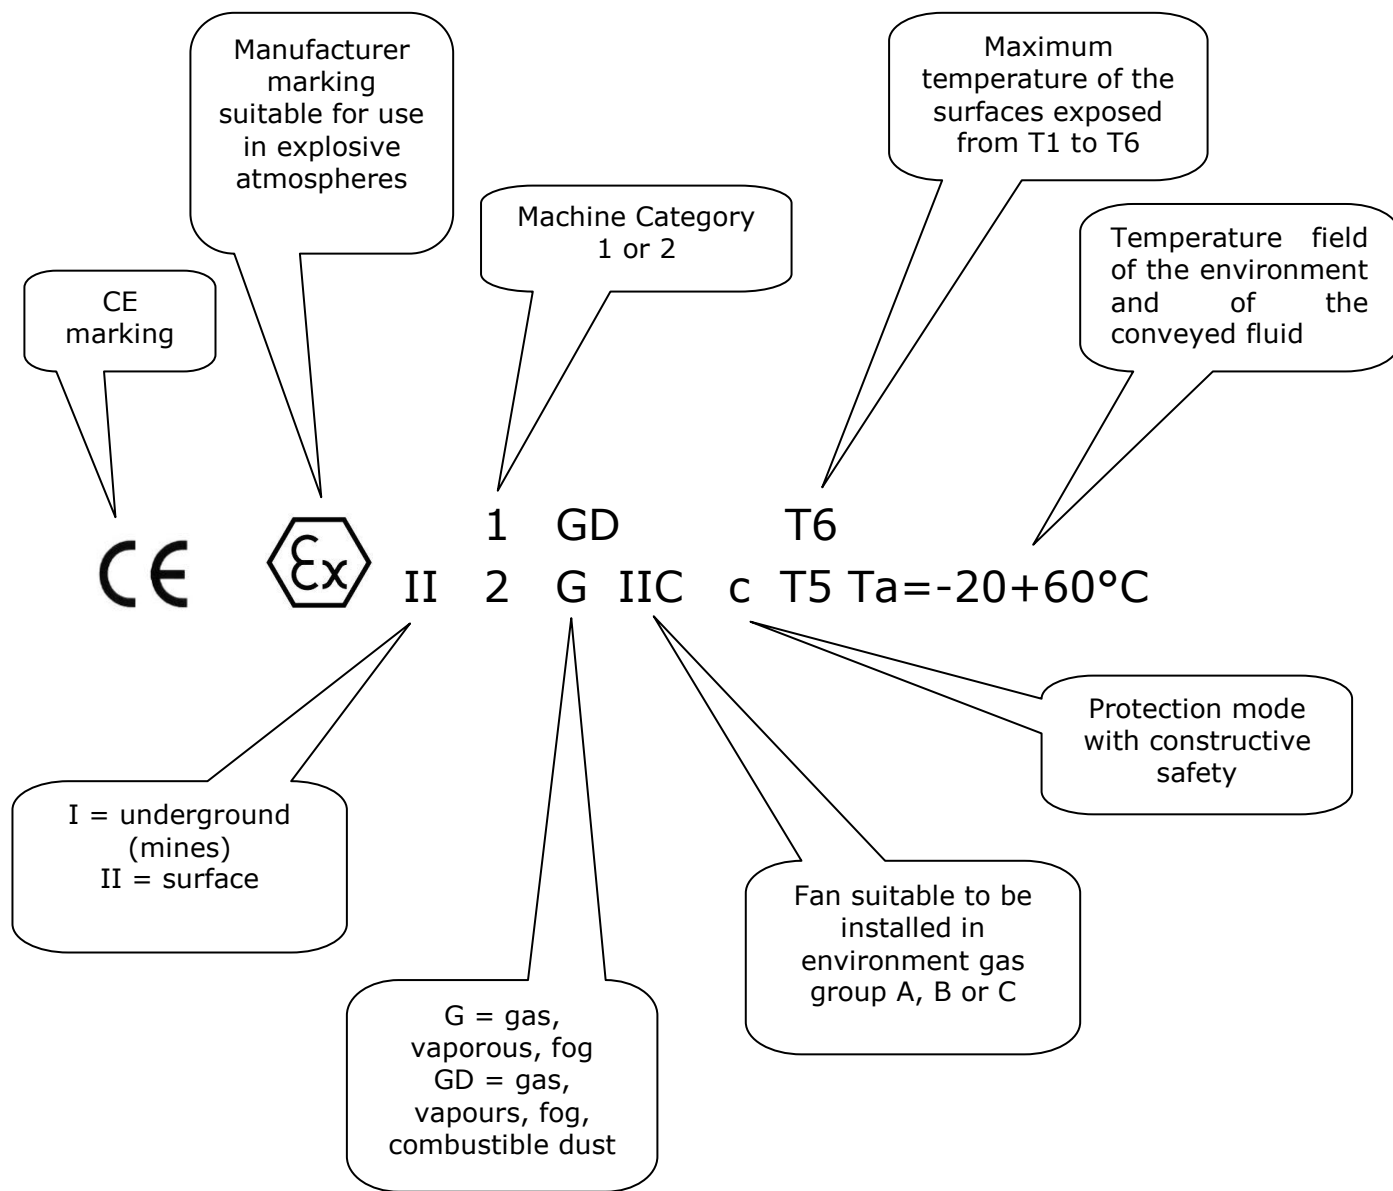 Manufacturer
marking
suitable for use
in explosive
atmospheres
Maximum
temperature of the
surfaces exposed
from T1 to T6
Machine Category
1 or 2
Temperature field
of the environment
and of the
conveyed fluid
CE
marking
1 GD T6
CE Ex II 2 G IIC c T5 Ta=-20+60°C
Protection mode
with constructive
safety
I = underground
(mines)
II = surface
Fan suitable to be
installed in
environment gas
group A, B or C
G = gas,
vaporous, fog
GD = gas,
vapours, fog,
combustible dust